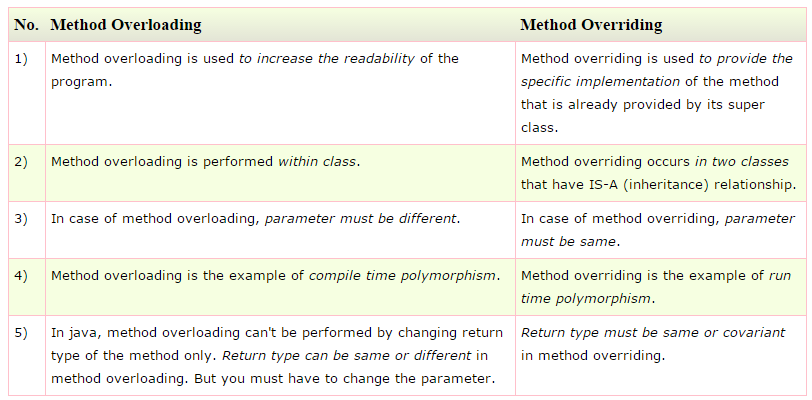 No. Method Overloading Method Overriding
1) Method overloading is used to increase the readability of the
program.
Method overriding is used to provide the
specific implementation of the method
that is already provided by its super
class.
2) Method overloading is performed within class.
Method overriding occurs in two classes
that have IS-A (inheritance) relationship.
3) In case of method overloading, parameter must be different.
In case of method overriding, parameter
must be same.
4) Method overloading is the example of compile time polymorphism.
Method overriding is the example of run
time polymorphism.
5) In java, method overloading can't be performed by changing return
type of the method only. Return type can be same or different in
method overloading. But you must have to change the parameter.
Return type must be same or covariant
in method overriding.